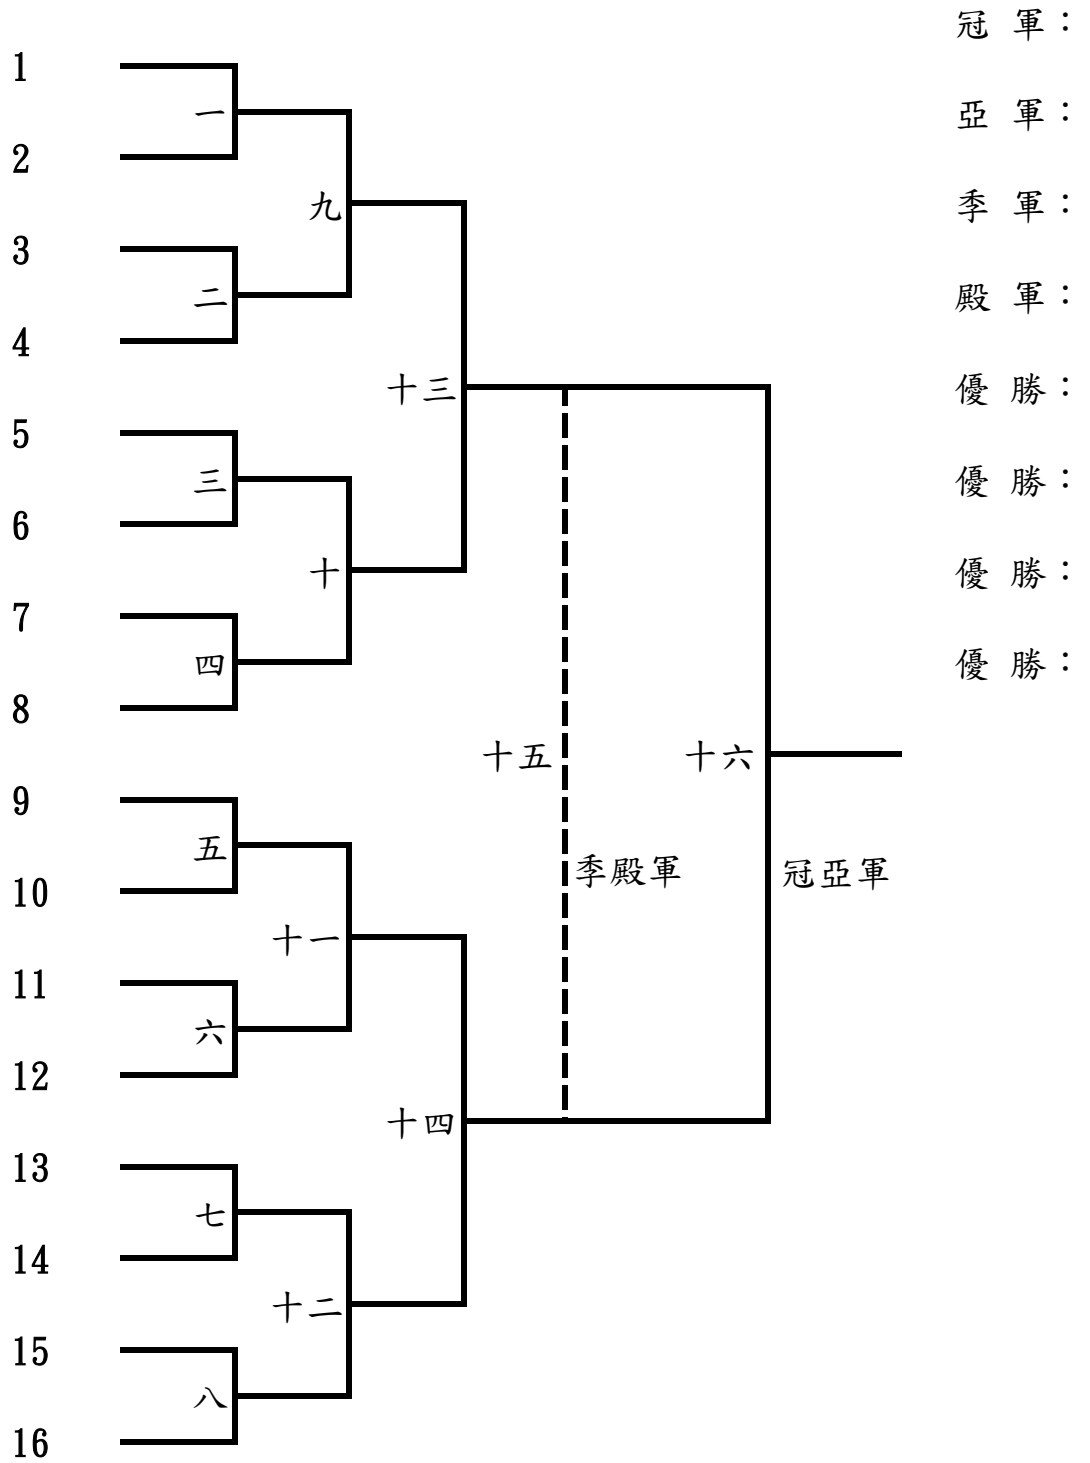 冠 軍：
1
一
亞 軍：
2
季 軍：
九
3
二
殿 軍：
4
十三
優 勝：
5
三
優 勝：
6
十
優 勝：
7
四
優 勝：
8
十五
十六
9
五
季殿軍
冠亞軍
10
十一
11
六
12
十四
13
七
14
十二
15
八
16